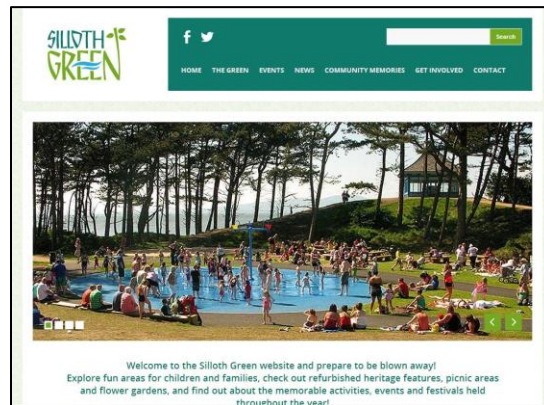 SILLOTH
GREEN
Search
HOME THE GREEN EVENTS NEWS COMMUNITY MEMORIES GET INVOLVED CONTACT
Welcome to the Silloth Green website and prepare to be blown away!
Explore fun areas for children and families, check out refurbished heritage features, picnic areas
and flower gardens, and find out about the memorable activities, events and festivals held
throughout the year!